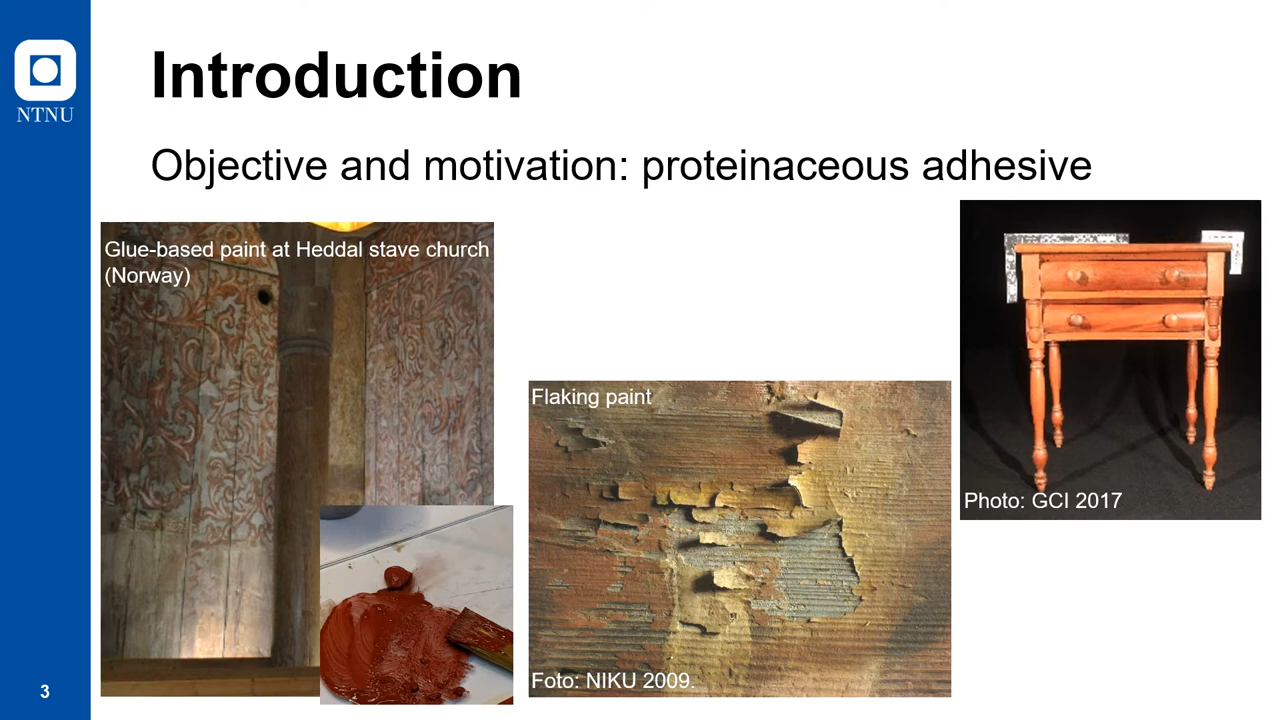 NTNU
Introduction
Objective and motivation: proteinaceous adhesive
Glue-based paint at Heddal stave church
(Norway)
Flaking paint
Foto: NIKU 2009.
Photo: GCI 2017
3